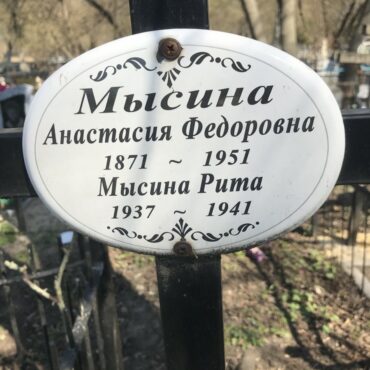 Мысина
Анастасия Федоровна
1871 ~ 1951
Мысина Рита
1937 ~ 1941